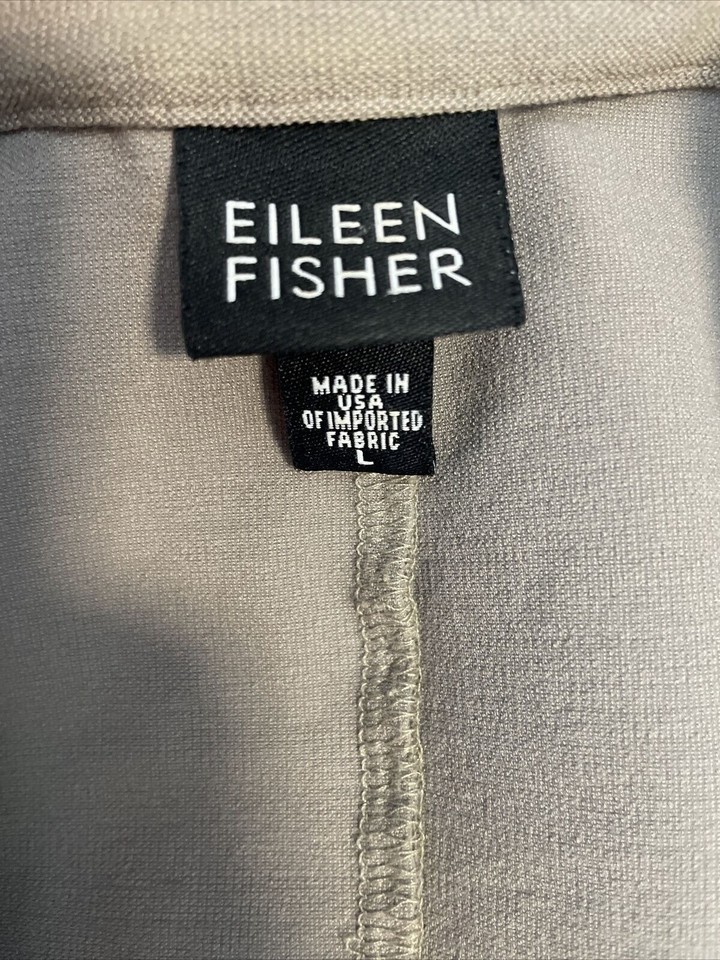 EILEEN
FISHER
MADE IN
USA
OF IMPORTED
FABRIC
L